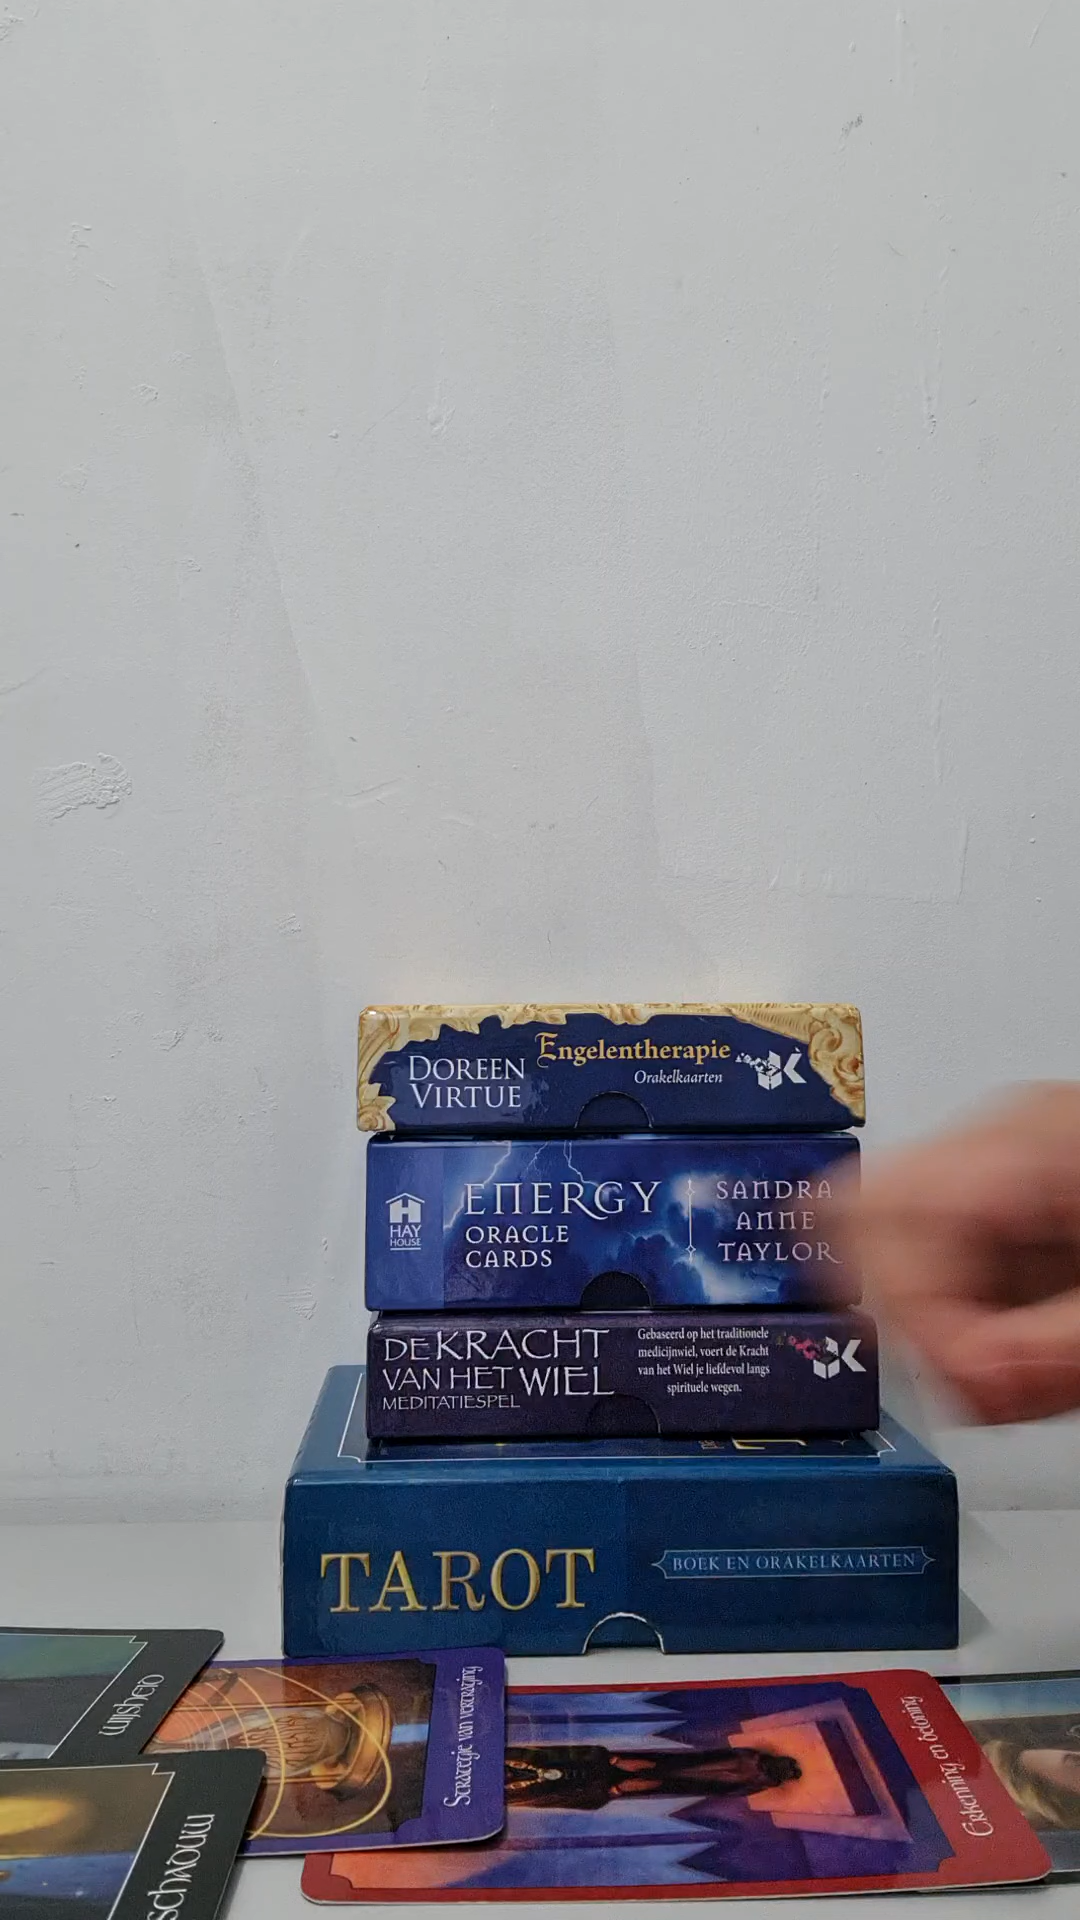 DOREEN
VIRTUE
Engelentherapie
Orakelkaarten
HAY
HOUSE
ENERGY
ORACLE
CARDS
SANDRA
ANNE
TAYLOR
DE KRACHT
VAN HET WIEL
MEDITATIESPEL
Gebaseerd op het traditionele
medicijnwiel, voert de Kracht
van het Wiel je liefdevol langs
spirituele wegen.
TAROT
BOEK EN ORAKELKAARTEN
Wijsheid
Strategie van vertraging
Erkenning en beloning
Schaduw